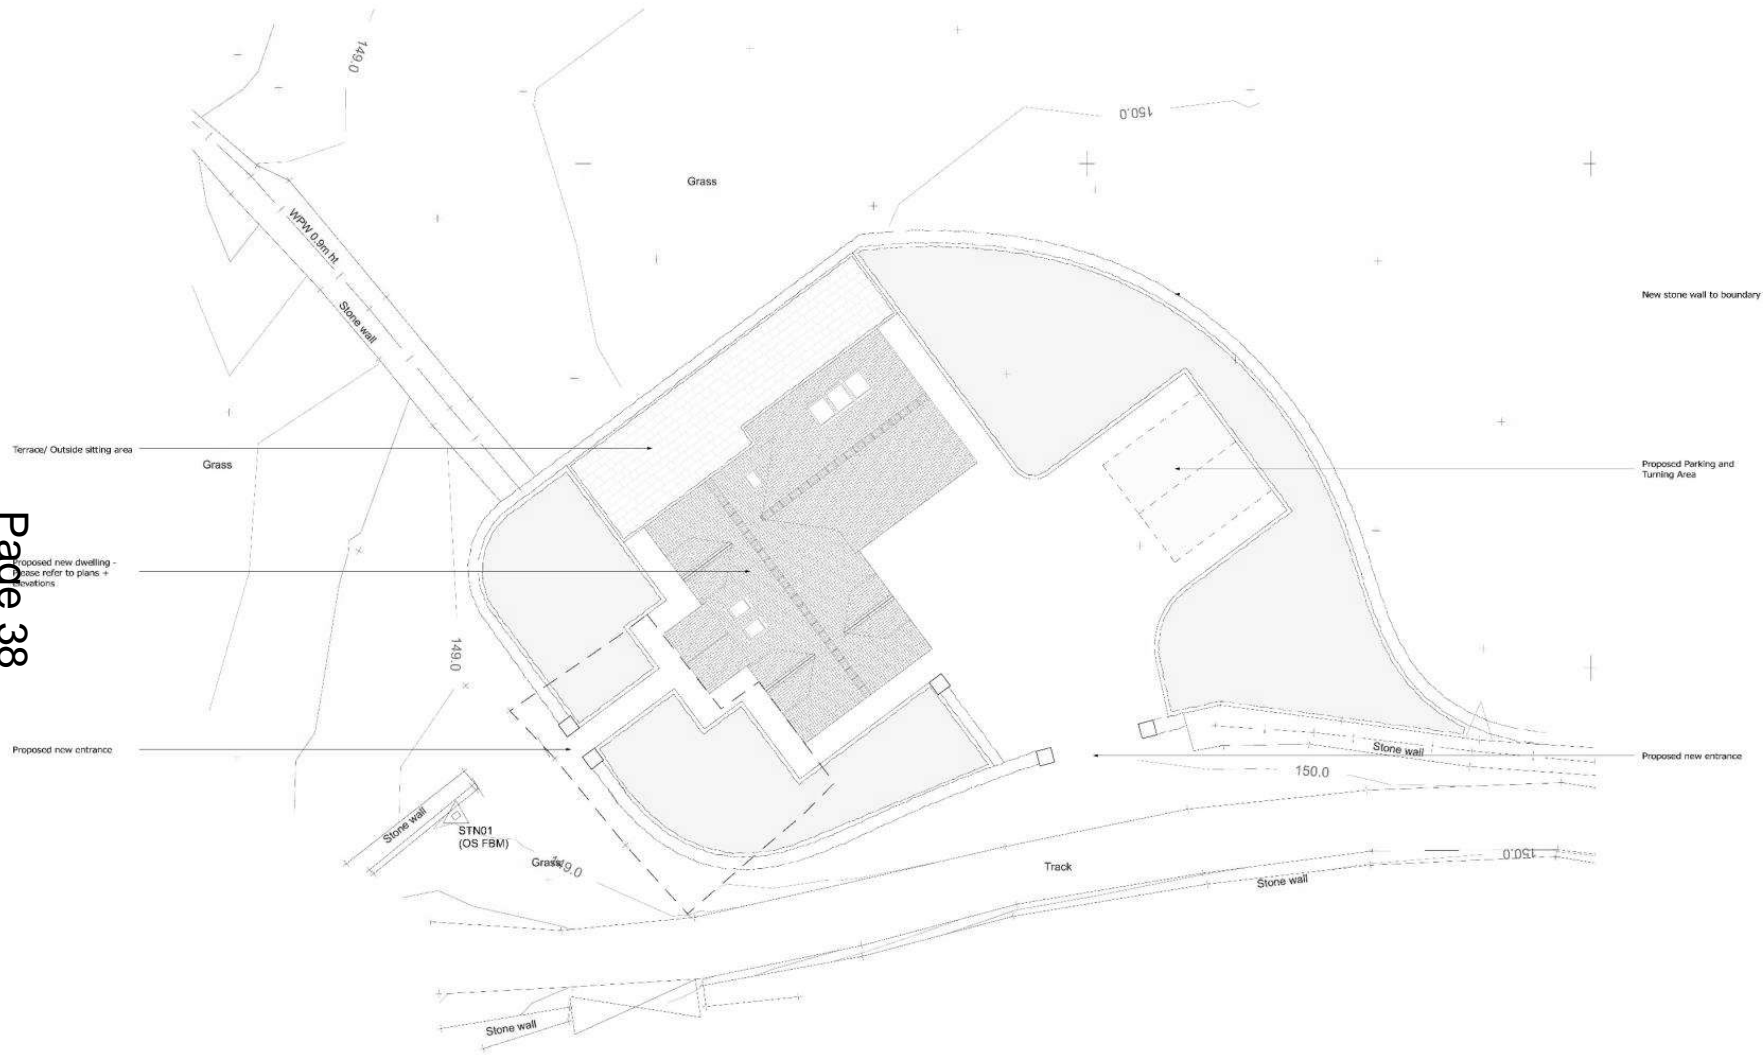 149.0
150.0
Grass
WPW 0.9m ht
Stone wall
New stone wall to boundary
Terrace/ Outside sitting area
Grass
Proposed Parking and
Turning Area
Page 38
Proposed new dwelling -
Please refer to plans +
Elevations
149.0
Proposed new entrance
Stone wall
Proposed new entrance
150.0
Stone wall
STN01
(OS FBM)
Grass
149.0
Track
150.0
Stone wall
Stone wall